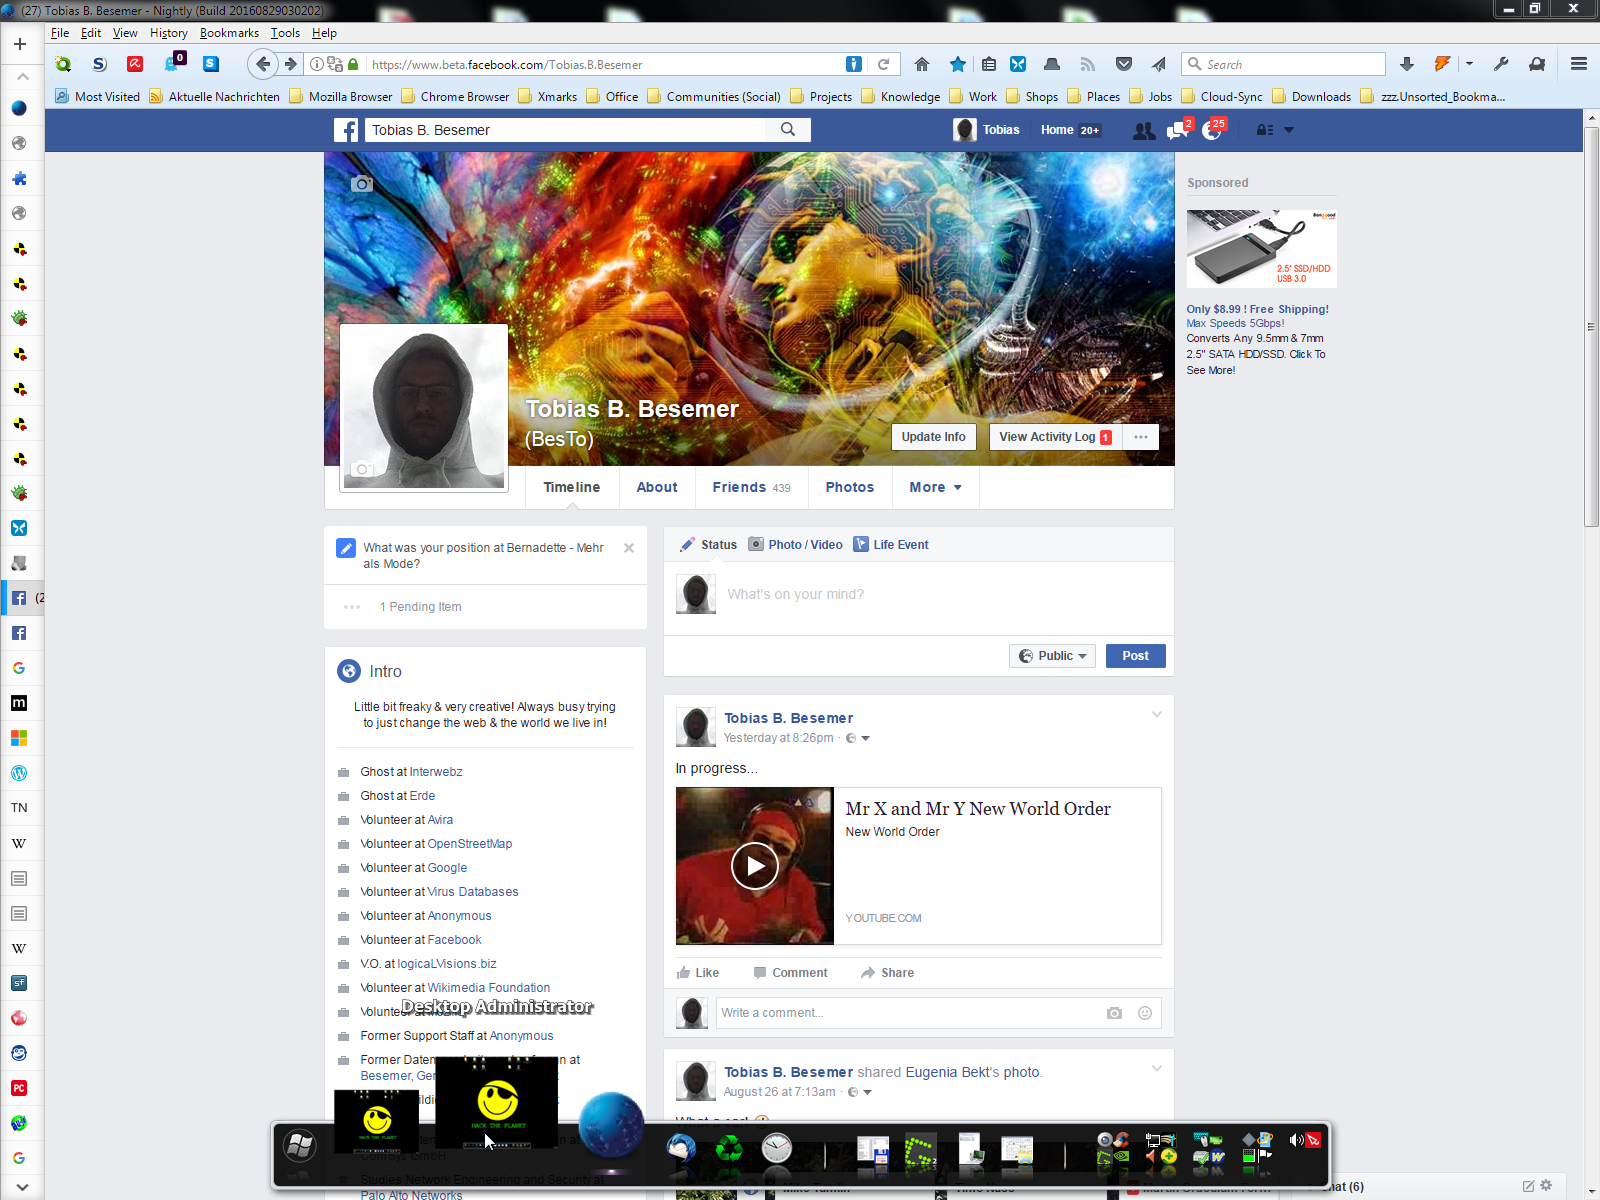 (27) Tobias B. Besemer - Nightly (Build 20160829030202)
File Edit View History Bookmarks Tools Help
0
https://www.beta.facebook.com/Tobias.B.Besemer
Search
Most Visited Aktuelle Nachrichten Mozilla Browser Chrome Browser Xmarks Office Communities (Social) Projects Knowledge Work Shops Places Jobs Cloud-Sync Downloads zzz.Unsorted_Bookma...
Tobias B. Besemer
Tobias Home 20+ 2 25
Sponsored
Banggood
2.5" SSD/HDD
USB 3.0
Only $8.99 ! Free Shipping!
Max Speeds 5Gbps!
Converts Any 9.5mm & 7mm
2.5" SATA HDD/SSD. Click To
See More!
Tobias B. Besemer
(BesTo)
Update Info View Activity Log 1
Timeline About Friends 439 Photos More
What was your position at Bernadette - Mehr
als Mode?
1 Pending Item
Intro
Little bit freaky & very creative! Always busy trying
to just change the web & the world we live in!
Ghost at Interwebz
Ghost at Erde
Volunteer at Avira
Volunteer at OpenStreetMap
Volunteer at Google
Volunteer at Virus Databases
Volunteer at Anonymous
Volunteer at Facebook
V.O. at logicaLVisions.biz
Volunteer at Wikimedia Foundation
Desktop Administrator
Former Support Staff at Anonymous
Studies Network Engineering and Security at
Palo Alto Networks
Status Photo / Video Life Event
What's on your mind?
Public Post
Tobias B. Besemer
Yesterday at 8:26pm
In progress...
Mr X and Mr Y New World Order
New World Order
YOUTUBE.COM
Like Comment Share
Write a comment...
Tobias B. Besemer shared Eugenia Bekt's photo.
August 26 at 7:13am
HACK THE PLANET
HACK THE PLANET
(2
TN
W
W
sf
PC